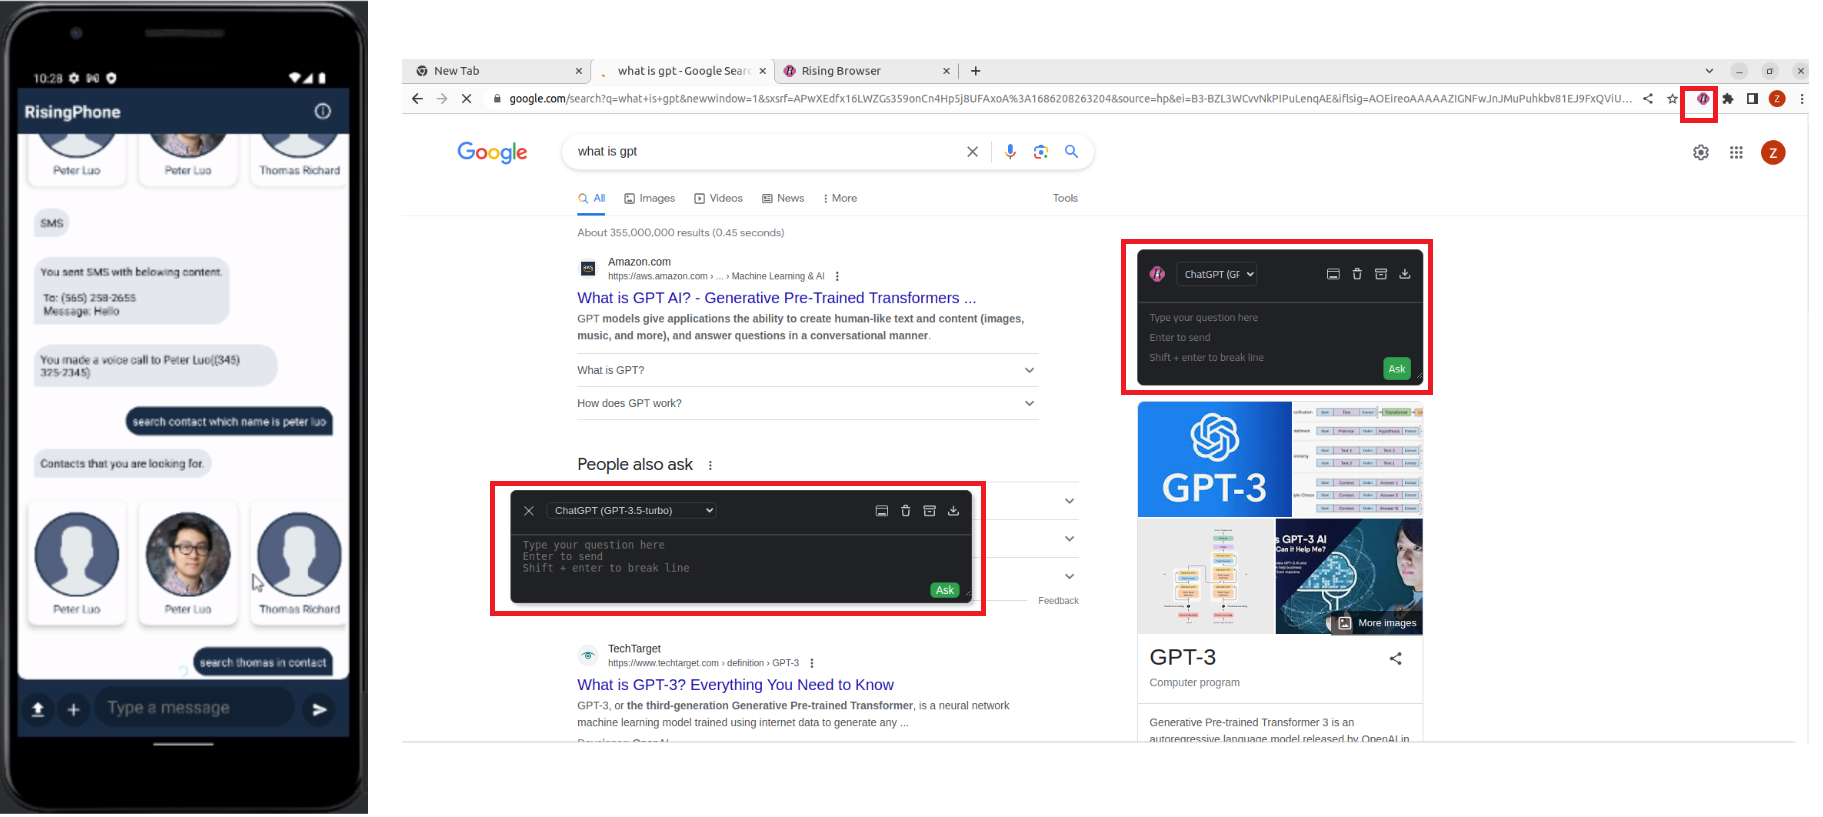 10:28
RisingPhone
Peter Luo
Peter Luo
Thomas Richard
SMS
You sent SMS with belowing content.
To: (565) 258-2655
Message: Hello
You made a voice call to Peter Luo((345)
325-2345)
search contact which name is peter luo
Contacts that you are looking for.
Peter Luo
Peter Luo
Thomas Richard
search thomas in contact
Type a message
New Tab
what is gpt - Google Searc
Rising Browser
google.com/search?q=what+is+gpt&newwindow=1&sxsrf=APwXEdfx16LWZGs359onCn4Hp5j8UFAxoA%3A1686208263204&source=hp&ei=B3-BZL3WCvvNkPIPuLenqAE&iflsig=AOEireoAAAAAZIGNFwJnJMuPuhkbv81EJ9FxQViU...
Z
Google
what is gpt
Z
All
Images
Videos
News
More
Tools
About 355,000,000 results (0.45 seconds)
aws
Amazon.com
https://aws.amazon.com › ... › Machine Learning & AI
What is GPT AI? - Generative Pre-Trained Transformers ...
GPT models give applications the ability to create human-like text and content (images,
music, and more), and answer questions in a conversational manner.
What is GPT?
How does GPT work?
People also ask
ChatGPT (GPT-3.5-turbo)
Type your question here
Enter to send
Shift + enter to break line
Ask
Feedback
TechTarget
https://www.techtarget.com › definition › GPT-3
What is GPT-3? Everything You Need to Know
GPT-3, or the third-generation Generative Pre-trained Transformer, is a neural network
machine learning model trained using internet data to generate any ...
ChatGPT (GF
Type your question here
Enter to send
Shift + enter to break line
Ask
GPT-3
s GPT-3 AI
Can it Help Me?
More images
GPT-3
Computer program
Generative Pre-trained Transformer 3 is an
autoregressive language model released by OpenAI in